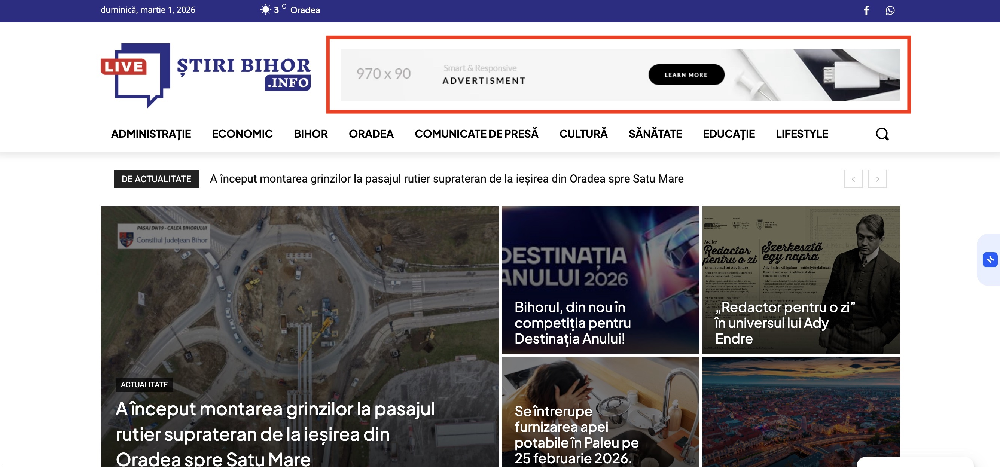 duminică, martie 1, 2026
3 C Oradea
LIVE
ȘTIRI BIHOR
.INFO
970 x 90
Smart & Responsive
ADVERTISMENT
LEARN MORE
ADMINISTRAȚIE ECONOMIC BIHOR ORADEA COMUNICATE DE PRESĂ CULTURĂ SĂNĂTATE EDUCAȚIE LIFESTYLE
DE ACTUALITATE A început montarea grinzilor la pasajul rutier suprateran de la ieșirea din Oradea spre Satu Mare
PASAJ DN19 - CALEA BIHORULUI
Consiliul Județean Bihor
ACTUALITATE
A început montarea grinzilor la pasajul
rutier suprateran de la ieșirea din
Oradea spre Satu Mare
DESTINAȚIA
ANULUI 2026
Bihorul, din nou în
competiția pentru
Destinația Anului!
Atelier
Redactor
pentru o zi
în universul lui Ady Endre
Szerkesztő
egy napra
Ady Endre világában – műhelyfoglalkozás
„Redactor pentru o zi”
în universul lui Ady
Endre
Se întrerupe
furnizarea apei
potabile în Paleu pe
25 februarie 2026.